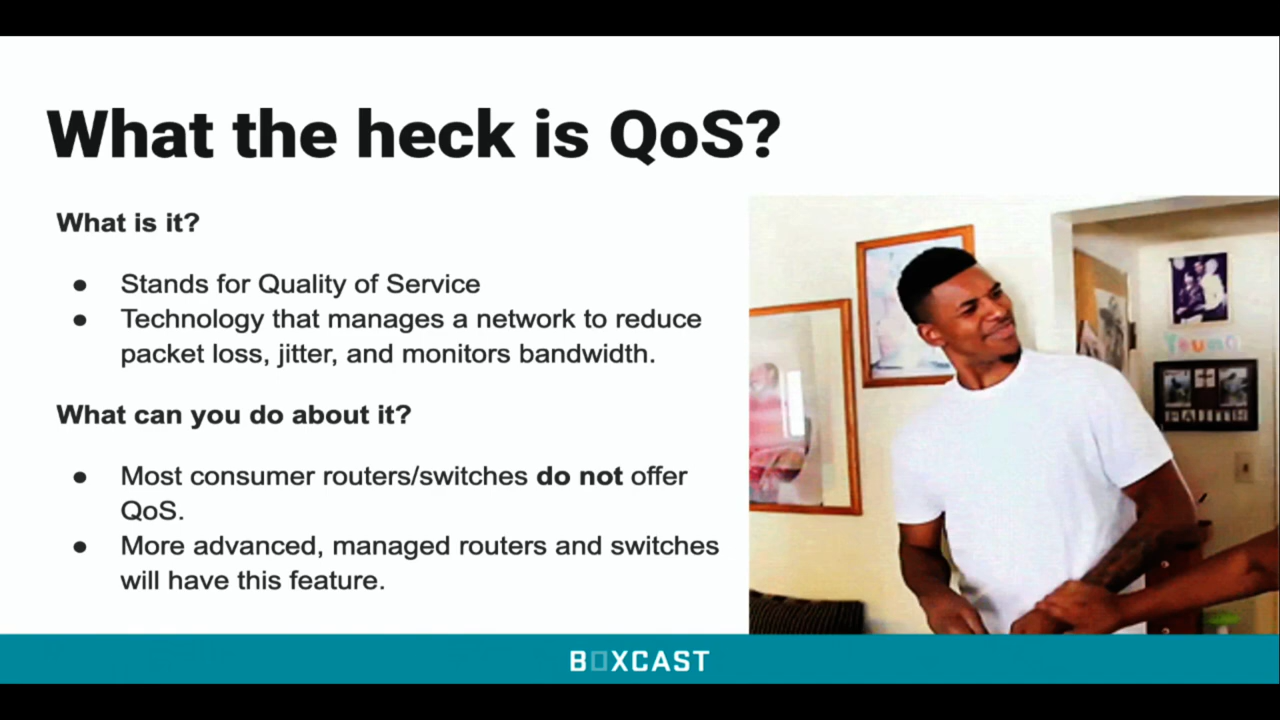 What the heck is QoS?
What is it?
● Stands for Quality of Service
● Technology that manages a network to reduce
packet loss, jitter, and monitors bandwidth.
What can you do about it?
● Most consumer routers/switches do not offer
QoS.
● More advanced, managed routers and switches
will have this feature.
Young
FAITH
BOXCAST